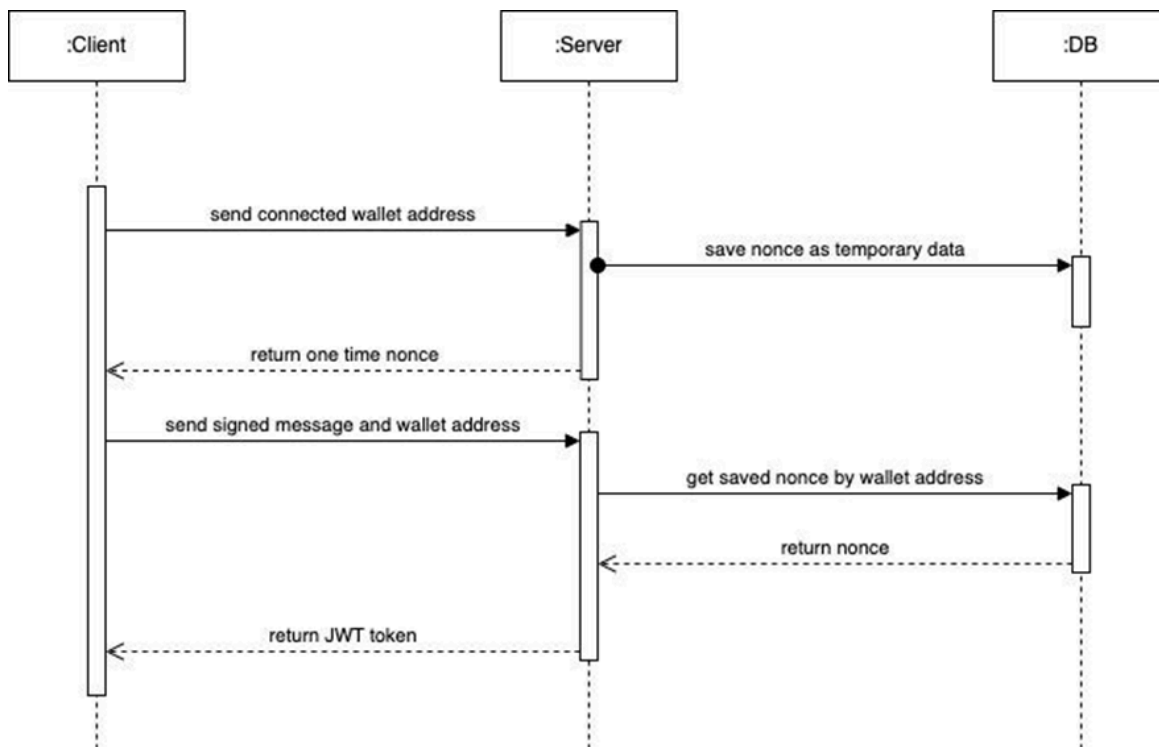 :Client
:Server
:DB
send connected wallet address
save nonce as temporary data
return one time nonce
send signed message and wallet address
get saved nonce by wallet address
return nonce
return JWT token